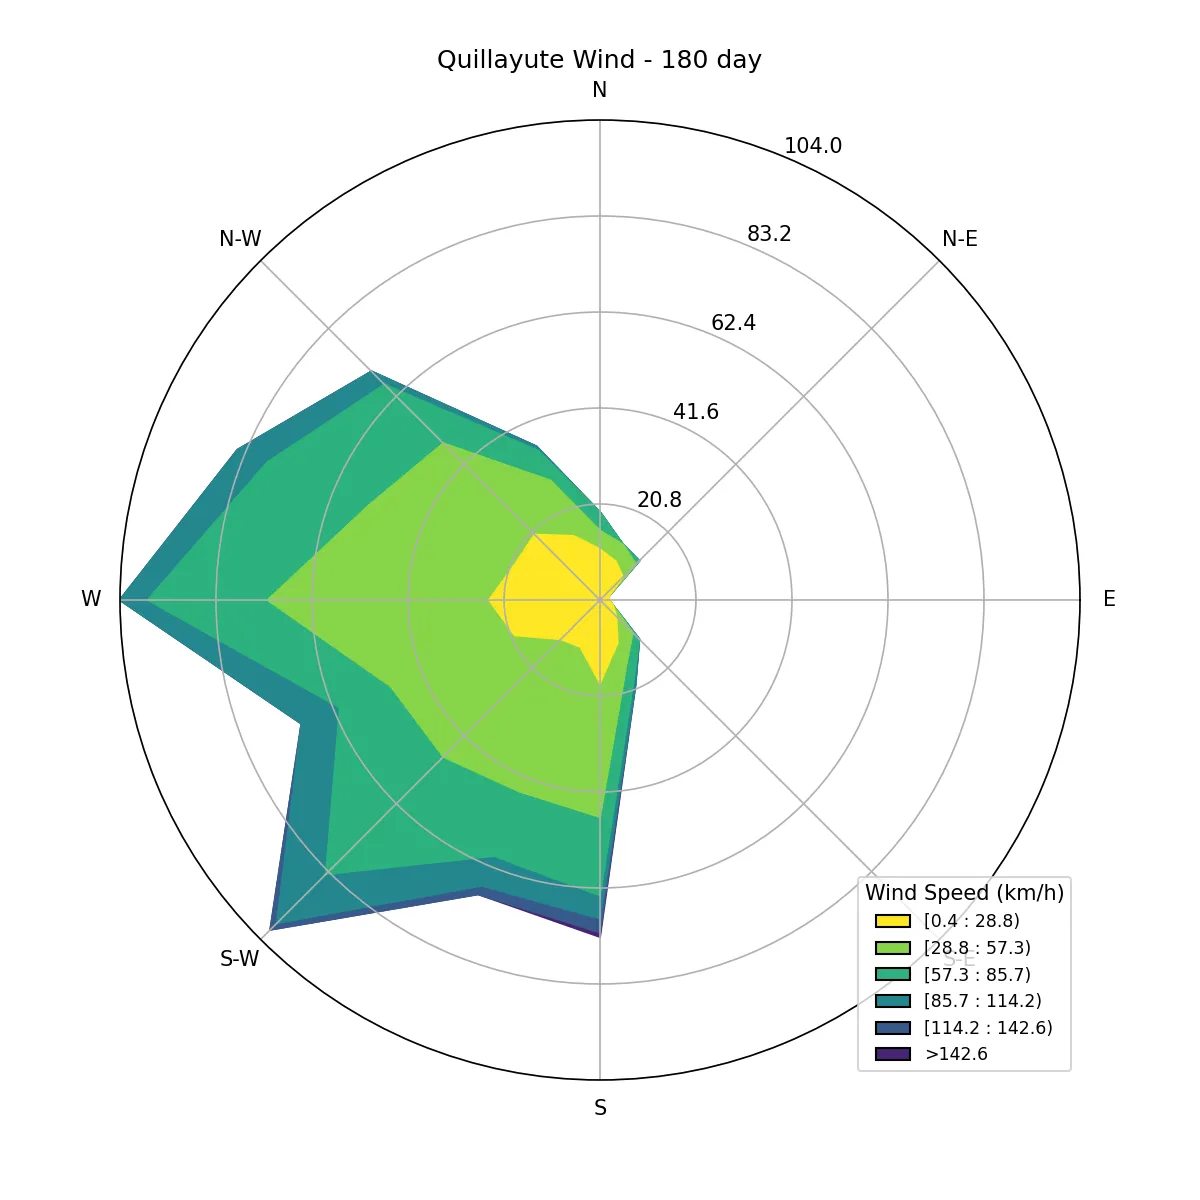 Quillayute Wind - 180 day
N
104.0
N-W
83.2
N-E
62.4
41.6
20.8
W
E
S-W
S-E
S
Wind Speed (km/h)
[0.4 : 28.8)
[28.8 : 57.3)
[57.3 : 85.7)
[85.7 : 114.2)
[114.2 : 142.6)
>142.6